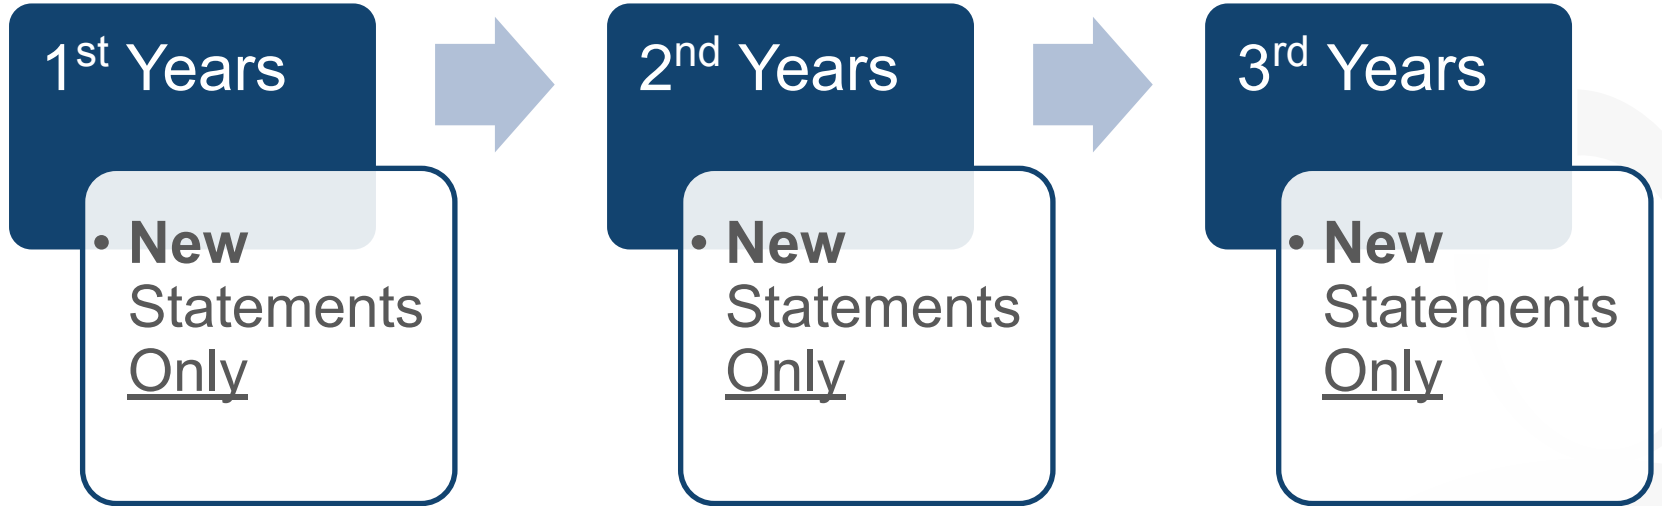 1st Years
• New
Statements
Only
2nd Years
• New
Statements
Only
3rd Years
• New
Statements
Only